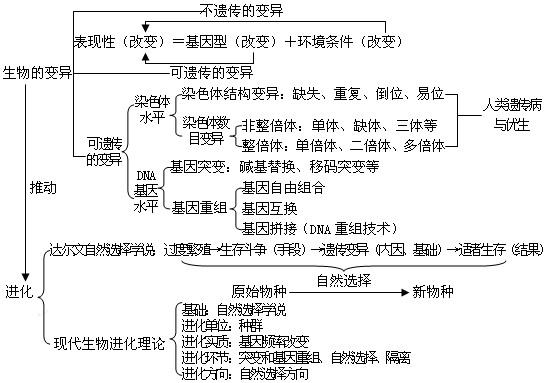 不遗传的变异
表现性（改变）＝基因型（改变）＋环境条件（改变）
生物的变异
可遗传的变异
染色体结构变异：缺失、重复、倒位、易位
染色体
水平
人类遗传病
与优生
染色体数
目变异
非整倍体：单体、缺体、三体等
整倍体：单倍体、二倍体、多倍体
可遗传
的变异
基因突变：碱基替换、移码突变等
DNA
基因
水平
推动
基因自由组合
基因重组
基因互换
基因拼接（DNA重组技术）
达尔文自然选择学说 过度繁殖→生存斗争（手段）→遗传变异（内因、基础）→适者生存（结果）
自然选择
进化
原始物种
新物种
基础：自然选择学说
进化单位：种群
现代生物进化理论
进化实质：基因频率改变
进化环节：突变和基因重组、自然选择、隔离
进化方向：自然选择方向